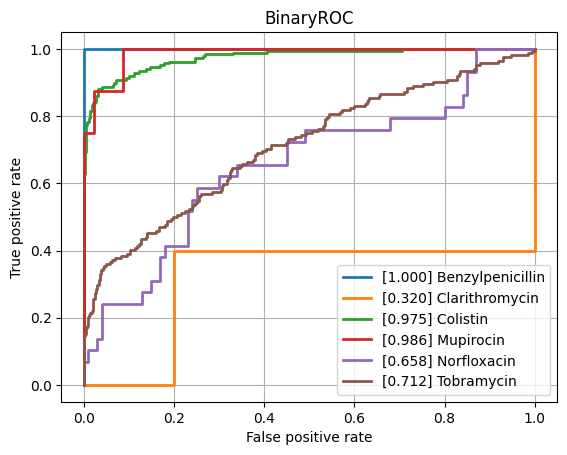 BinaryROC
True positive rate
1.0
0.8
0.6
0.4
0.2
0.0
[1.000] Benzylpenicillin
[0.320] Clarithromycin
[0.975] Colistin
[0.986] Mupirocin
[0.658] Norfloxacin
[0.712] Tobramycin
0.0 0.2 0.4 0.6 0.8 1.0
False positive rate